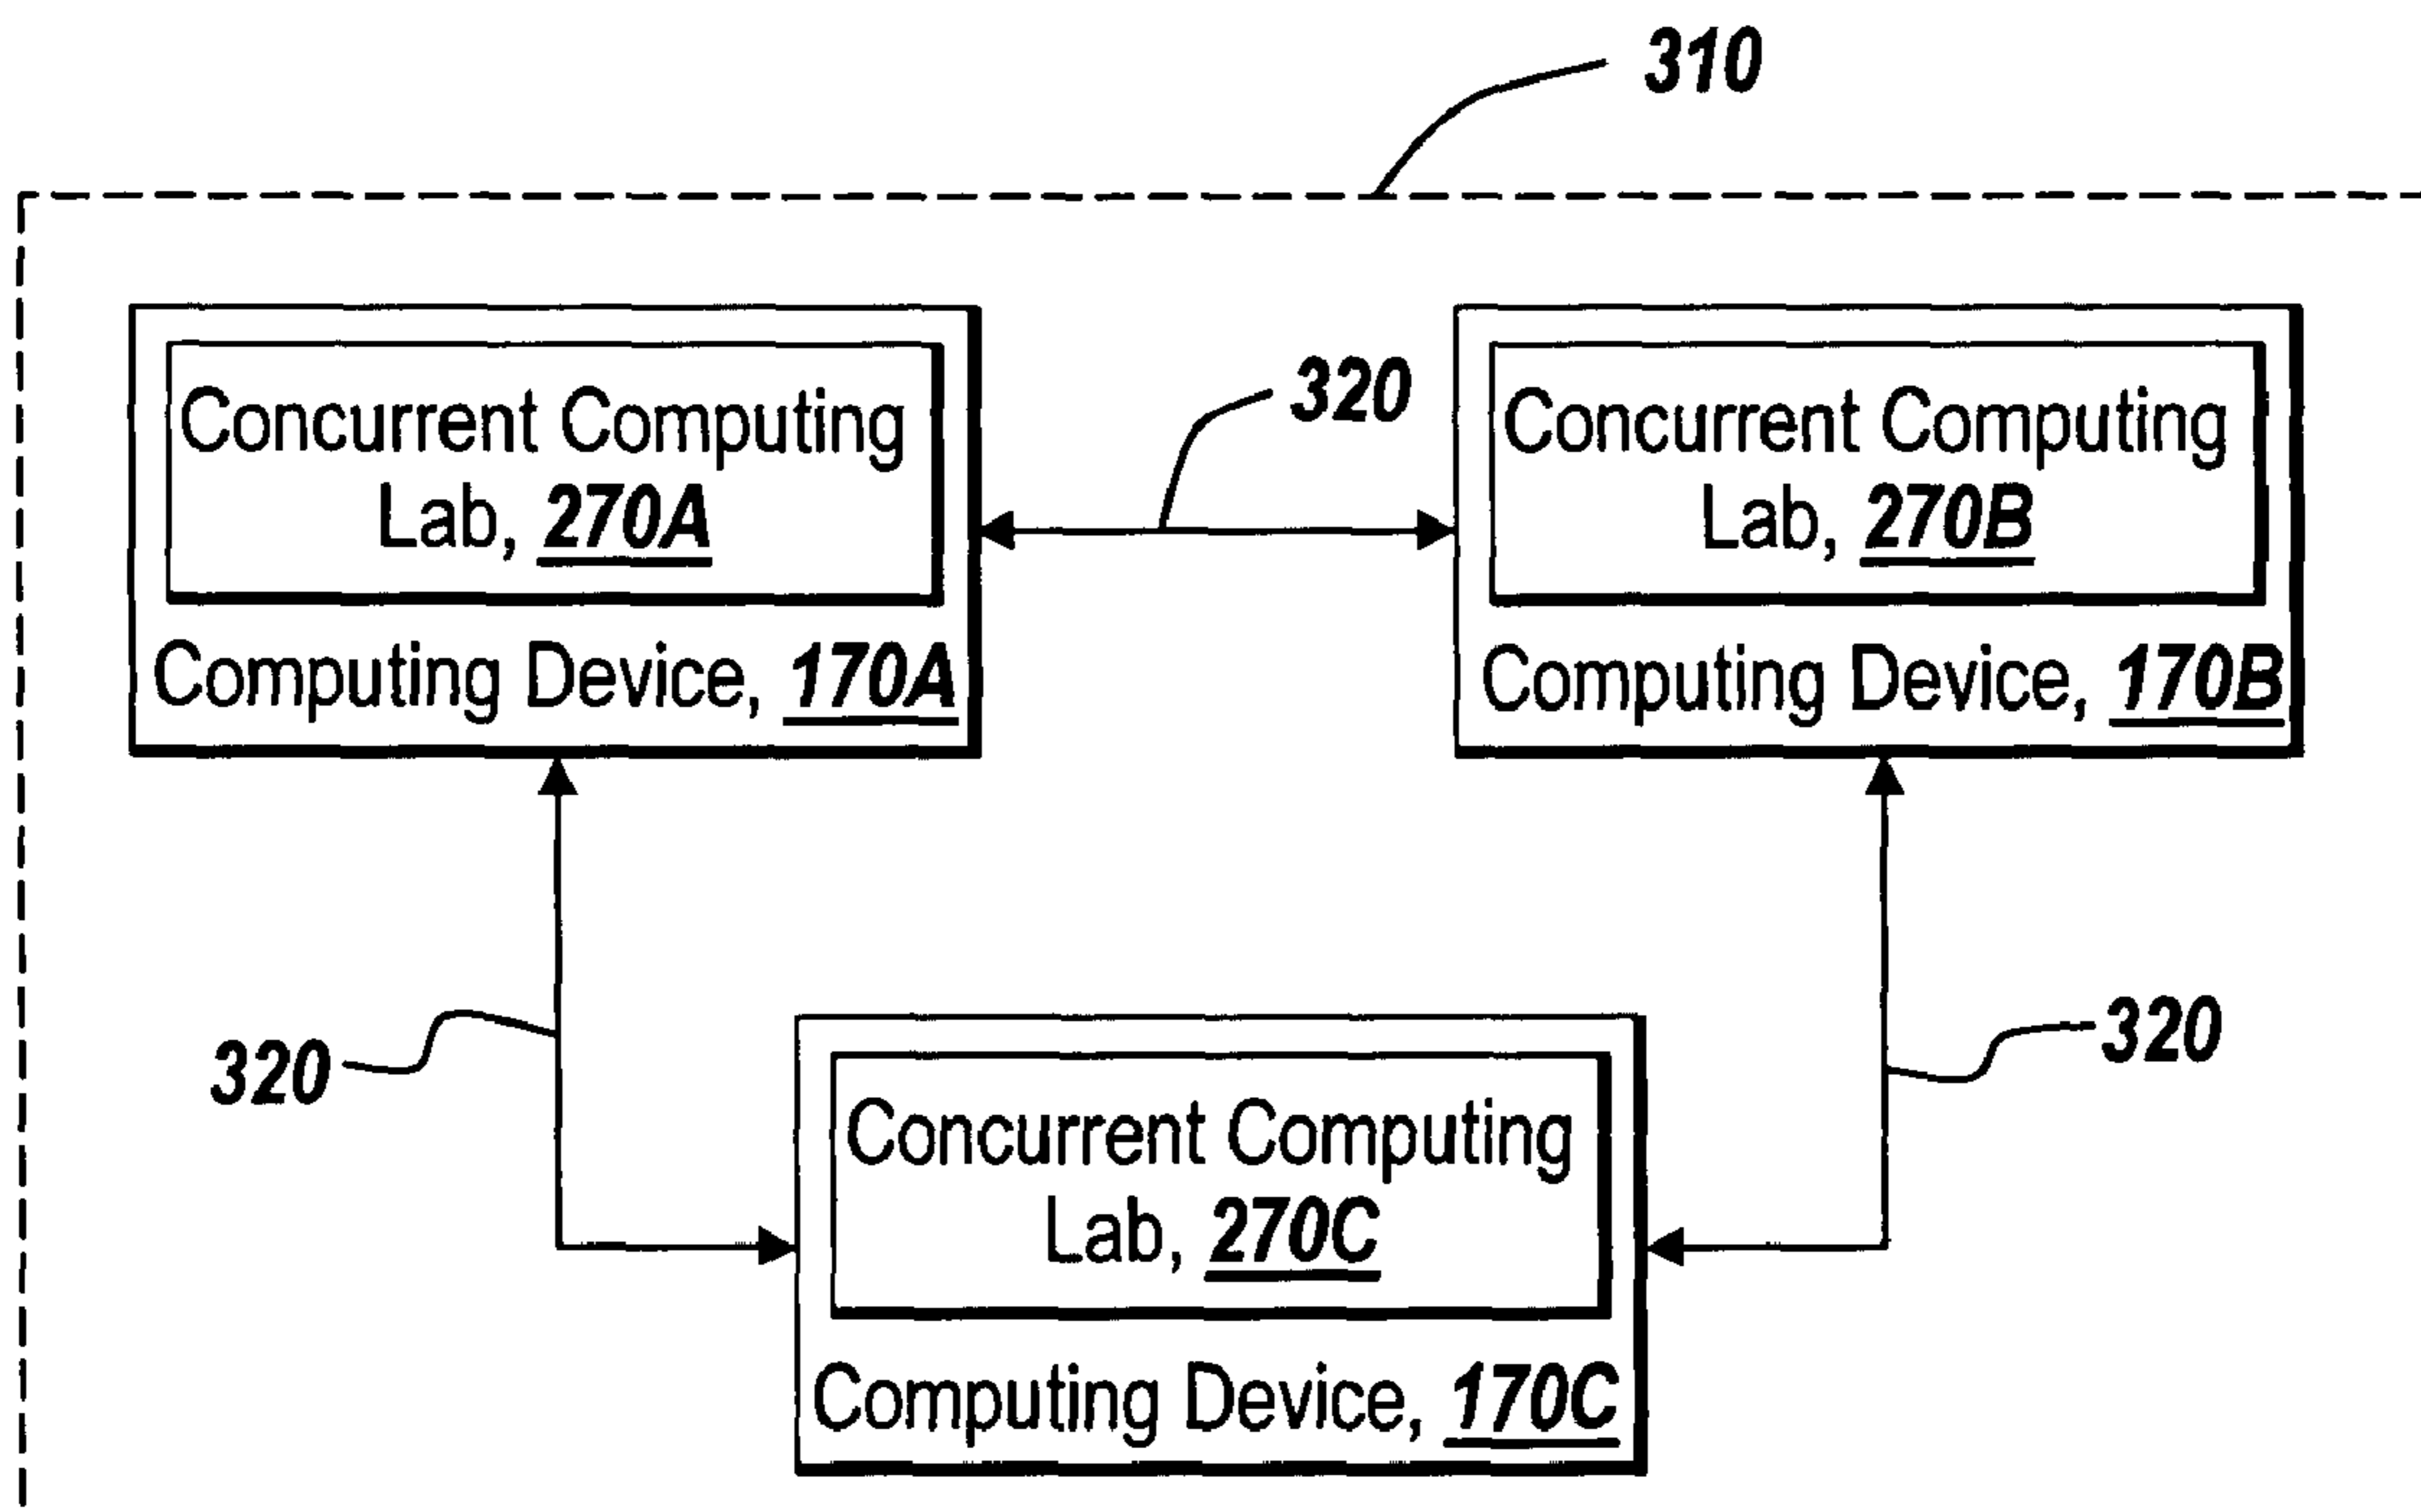 310
Concurrent Computing
Lab, 270A
Computing Device, 170A
320
Concurrent Computing
Lab, 270B
Computing Device, 170B
320
Concurrent Computing
Lab, 270C
Computing Device, 170C
320